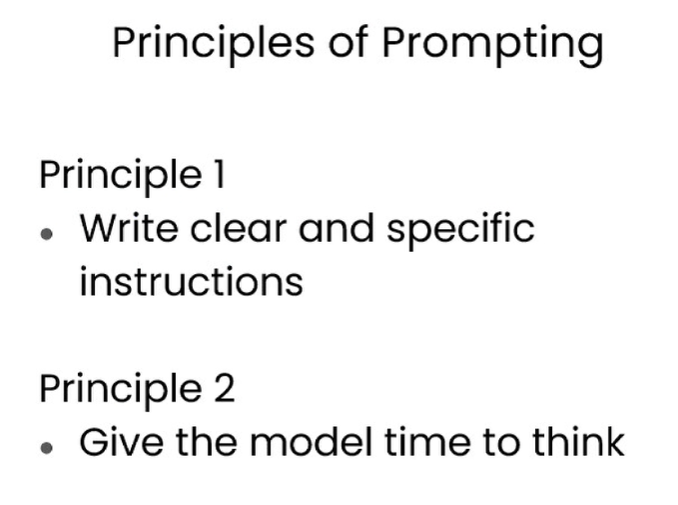 Principles of Prompting
Principle 1
• Write clear and specific
instructions
Principle 2
• Give the model time to think